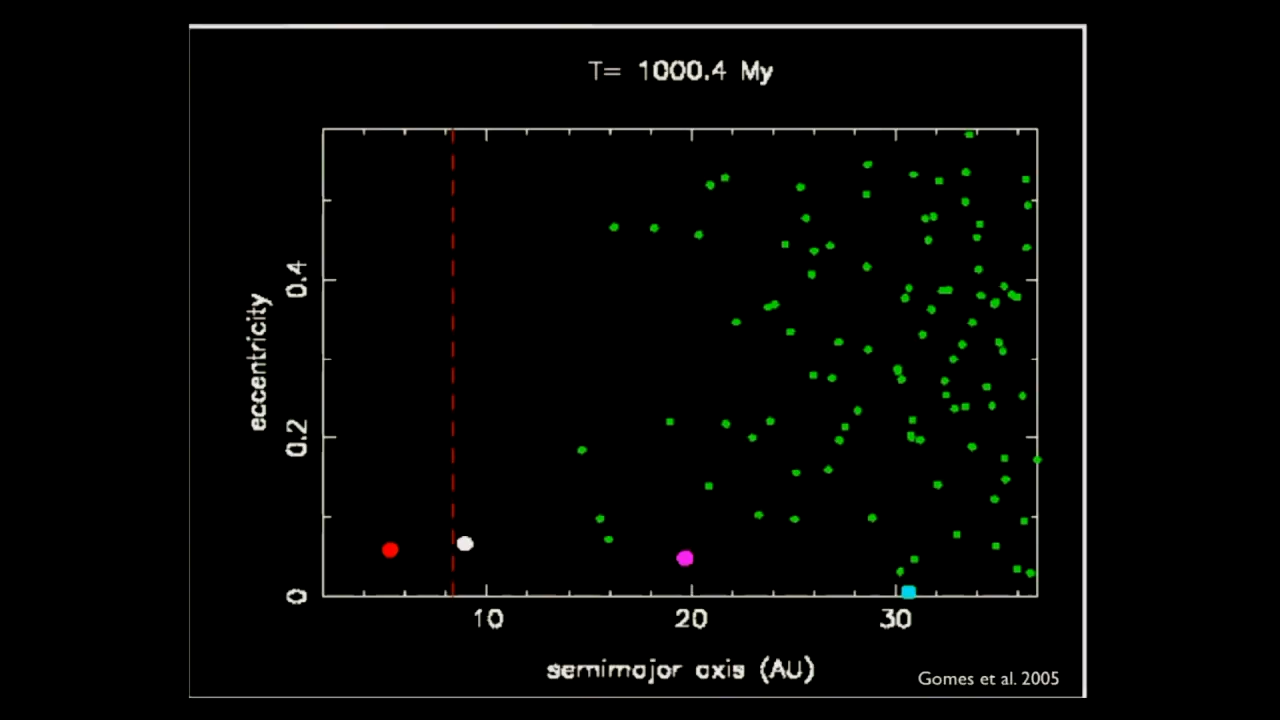 T= 1000.4 My
eccentricity
0.4
0.2
0
10 20 30
semimajor axis (AU)
Gomes et al. 2005